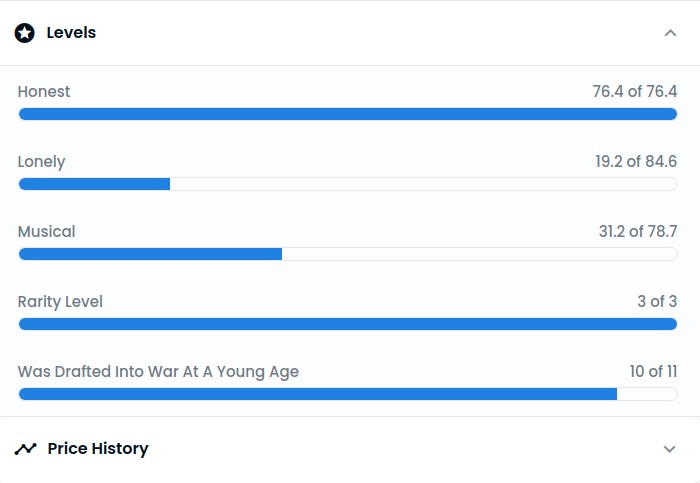 Levels
Honest 76.4 of 76.4
Lonely 19.2 of 84.6
Musical 31.2 of 78.7
Rarity Level 3 of 3
Was Drafted Into War At A Young Age 10 of 11
Price History